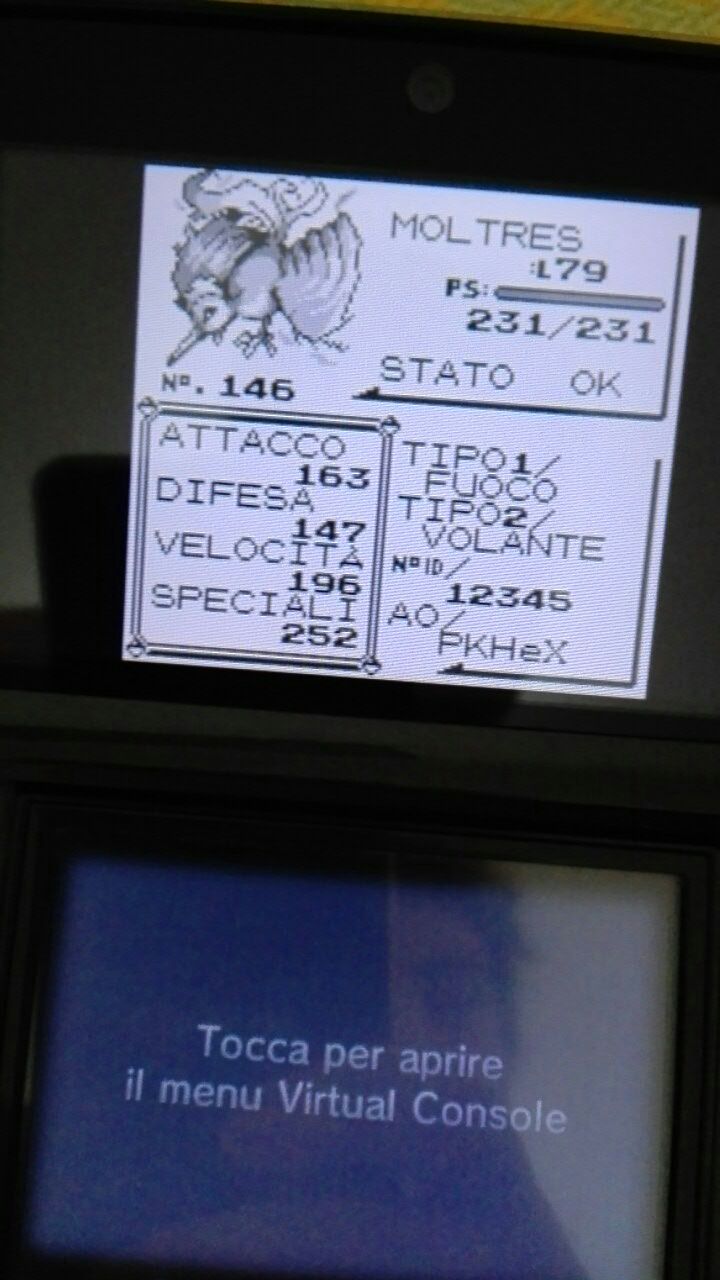 MOLTRES
:L79
PS:
231/231
STATO OK
Nº. 146
ATTACCO
163
DIFESA
147
VELOCITÀ
196
SPECIALI
252
TIPO1/
FUOCO
TIPO2/
VOLANTE
NºID/
12345
AO/
PKHeX
Tocca per aprire
il menu Virtual Console